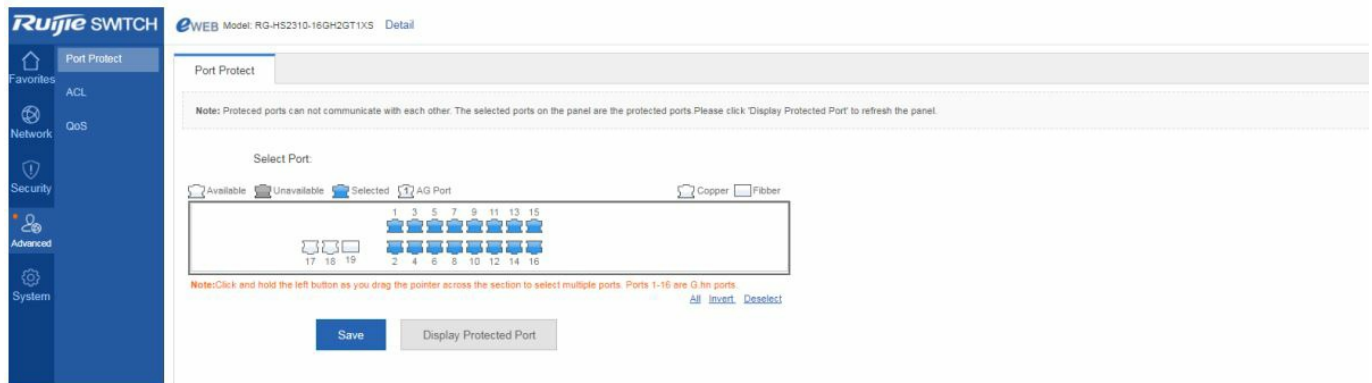 Ruijie SWITCH
eWEB Model: RG-HS2310-16GH2GT1XS Detail
Favorites
Network
Security
Advanced
System
Port Protect
ACL
QoS
Port Protect
Note: Proteced ports can not communicate with each other. The selected ports on the panel are the protected ports.Please click 'Display Protected Port' to refresh the panel.
Select Port:
Available Unavailable Selected 1 AG Port Copper Fibber
1 3 5 7 9 11 13 15
17 18 19 2 4 6 8 10 12 14 16
Note:Click and hold the left button as you drag the pointer across the section to select multiple ports. Ports 1-16 are G.hn ports.
All Invert Deselect
Save Display Protected Port